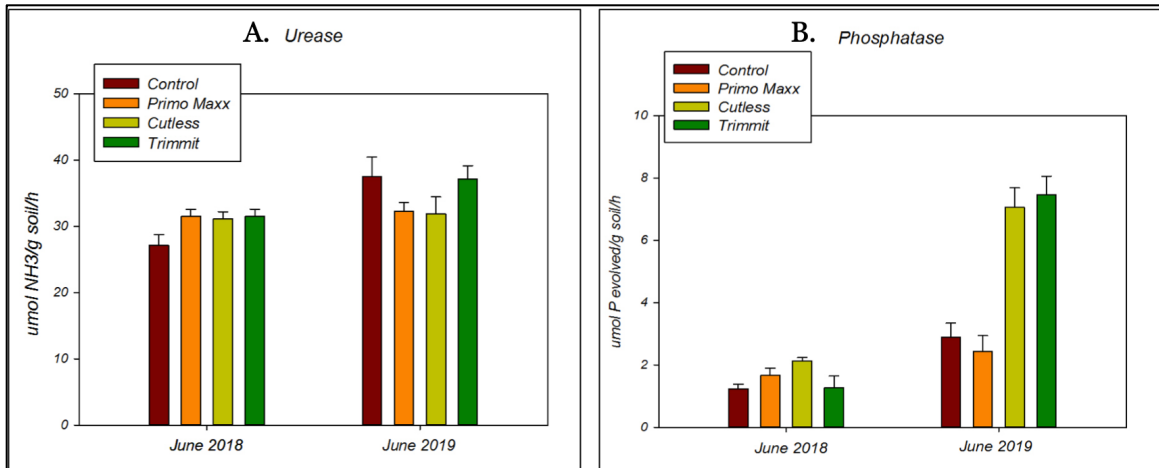 A. Urease
Control
Primo Maxx
Cutless
Trimmit
umol NH3/g soil/h
50
40
30
20
10
0
June 2018
June 2019
B. Phosphatase
Control
Primo Maxx
Cutless
Trimmit
umol P evolved/g soil/h
10
8
6
4
2
0
June 2018
June 2019